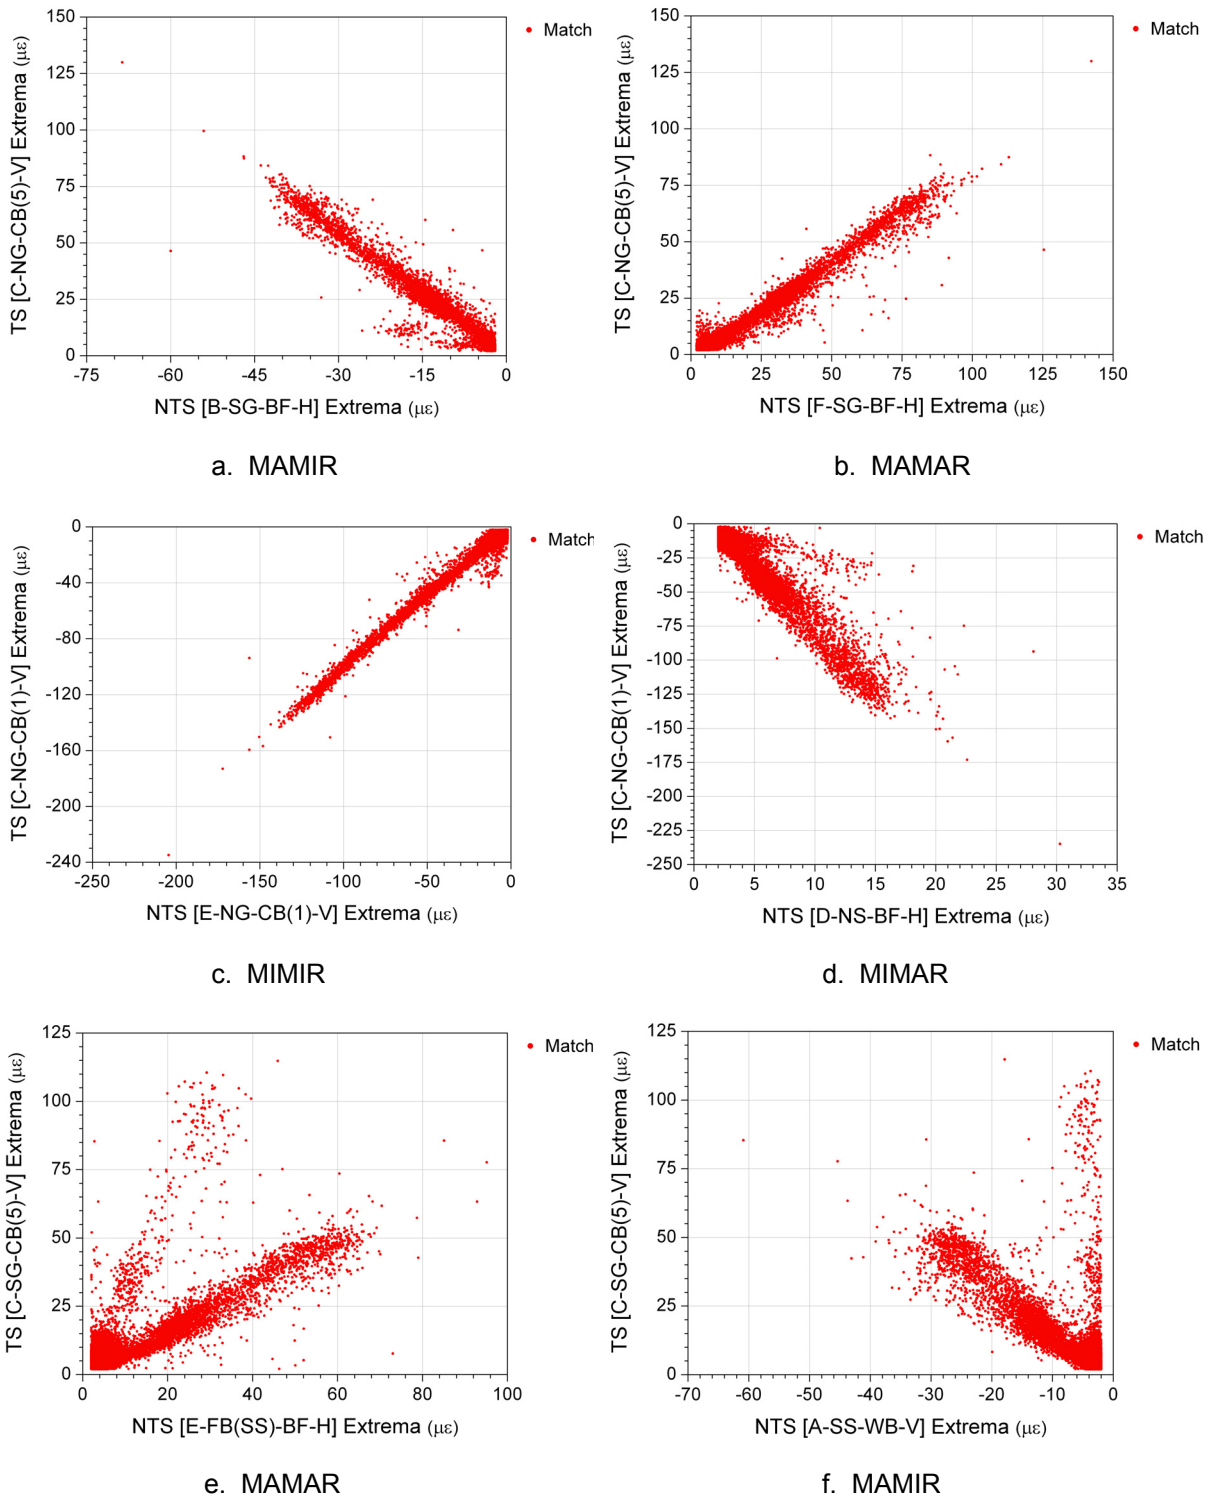 150
125
100
75
50
25
0
-75 -60 -45 -30 -15 0
TS [C-NG-CB(5)-V] Extrema (με)
NTS [B-SG-BF-H] Extrema (με)
Match
a. MAMIR
150
125
100
75
50
25
0
0 25 50 75 100 125 150
TS [C-NG-CB(5)-V] Extrema (με)
NTS [F-SG-BF-H] Extrema (με)
Match
b. MAMAR
0
-40
-80
-120
-160
-200
-240
-250 -200 -150 -100 -50 0
TS [C-NG-CB(1)-V] Extrema (με)
NTS [E-NG-CB(1)-V] Extrema (με)
Match
c. MIMIR
0
-25
-50
-75
-100
-125
-150
-175
-200
-225
-250
0 5 10 15 20 25 30 35
TS [C-NG-CB(1)-V] Extrema (με)
NTS [D-NS-BF-H] Extrema (με)
Match
d. MIMAR
125
100
75
50
25
0
0 20 40 60 80 100
TS [C-SG-CB(5)-V] Extrema (με)
NTS [E-FB(SS)-BF-H] Extrema (με)
Match
e. MAMAR
125
100
75
50
25
0
-70 -60 -50 -40 -30 -20 -10 0
TS [C-SG-CB(5)-V] Extrema (με)
NTS [A-SS-WB-V] Extrema (με)
Match
f. MAMIR